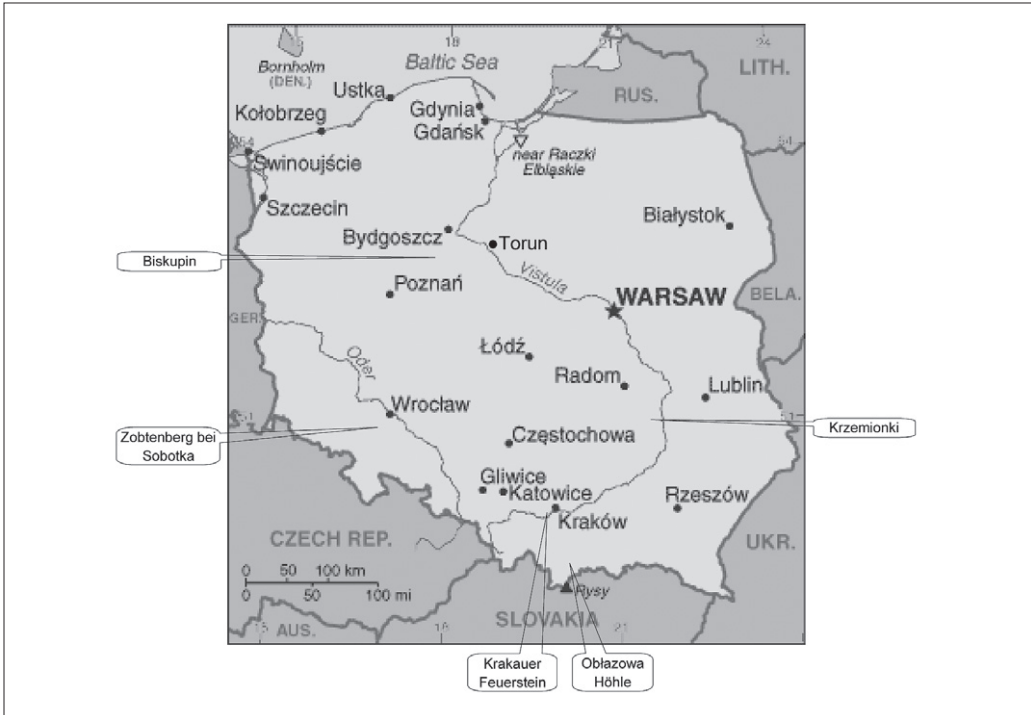 15
18
21
24
Baltic Sea
Bornholm
(DEN.)
LITH.
Ustka
RUS.
Kołobrzeg
Gdynia
Gdańsk
54
54
near Raczki
Elbląskie
Swinoujście
Szczecin
Białystok
Bydgoszcz
Torun
Biskupin
Vistula
Poznań
WARSAW
BELA.
GER.
Łódź
Oder
Radom
Lublin
Wrocław
51
51
Krzemionki
Zobtenberg bei
Sobotka
Częstochowa
Gliwice
Katowice
Rzeszów
Kraków
CZECH REP.
UKR.
0 50 100 km
0 50 100 mi
Rysy
SLOVAKIA
AUS.
15
18
21
Krakauer
Feuerstein
Obłazowa
Höhle